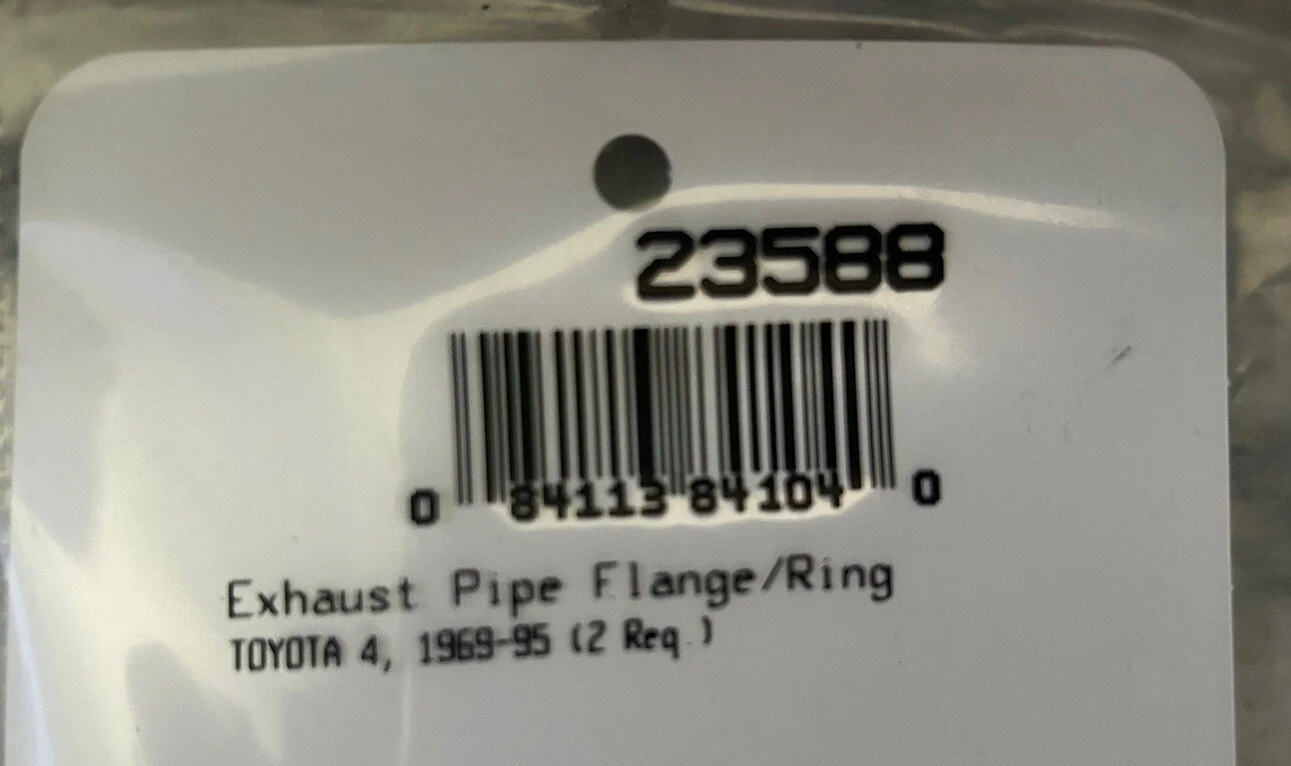 23588
0 84113 84104 0
Exhaust Pipe Flange/Ring
TOYOTA 4, 1969-95 (2 Req.)